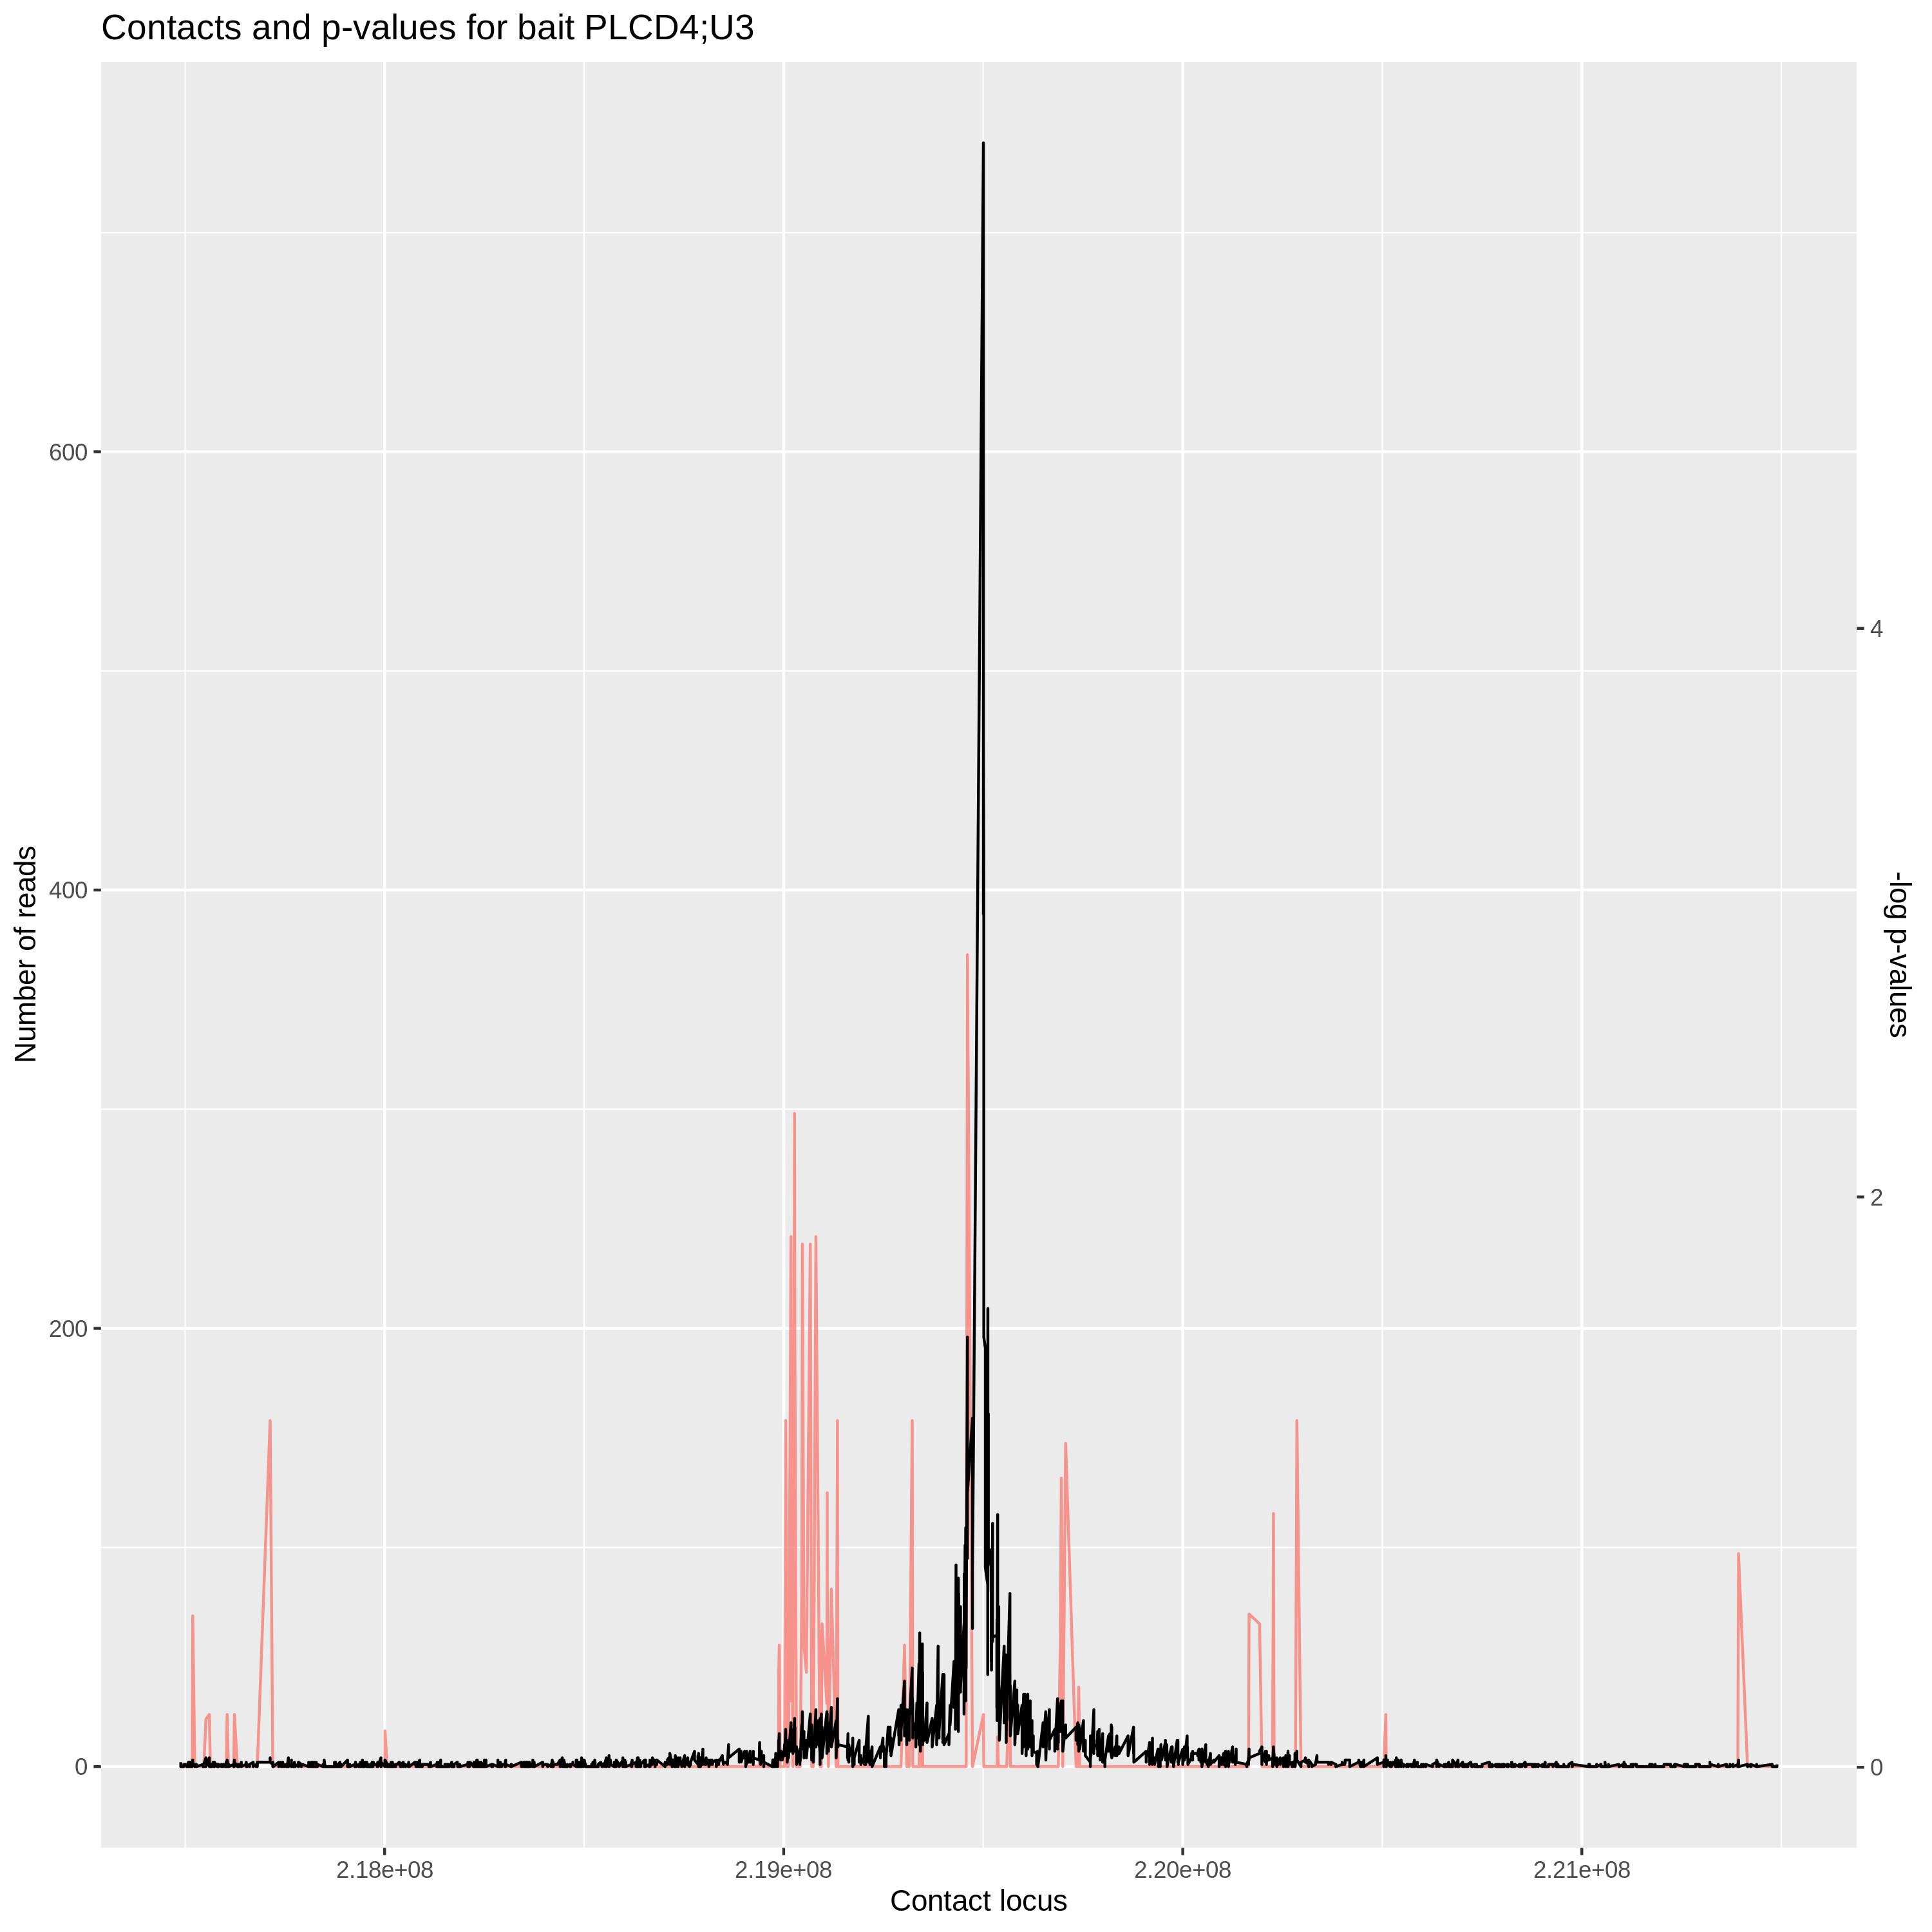 Contacts and p-values for bait PLCD4;U3
Number of reads
600
400
200
0
-log p-values
4
2
0
2.18e+08
2.19e+08
2.20e+08
2.21e+08
Contact locus